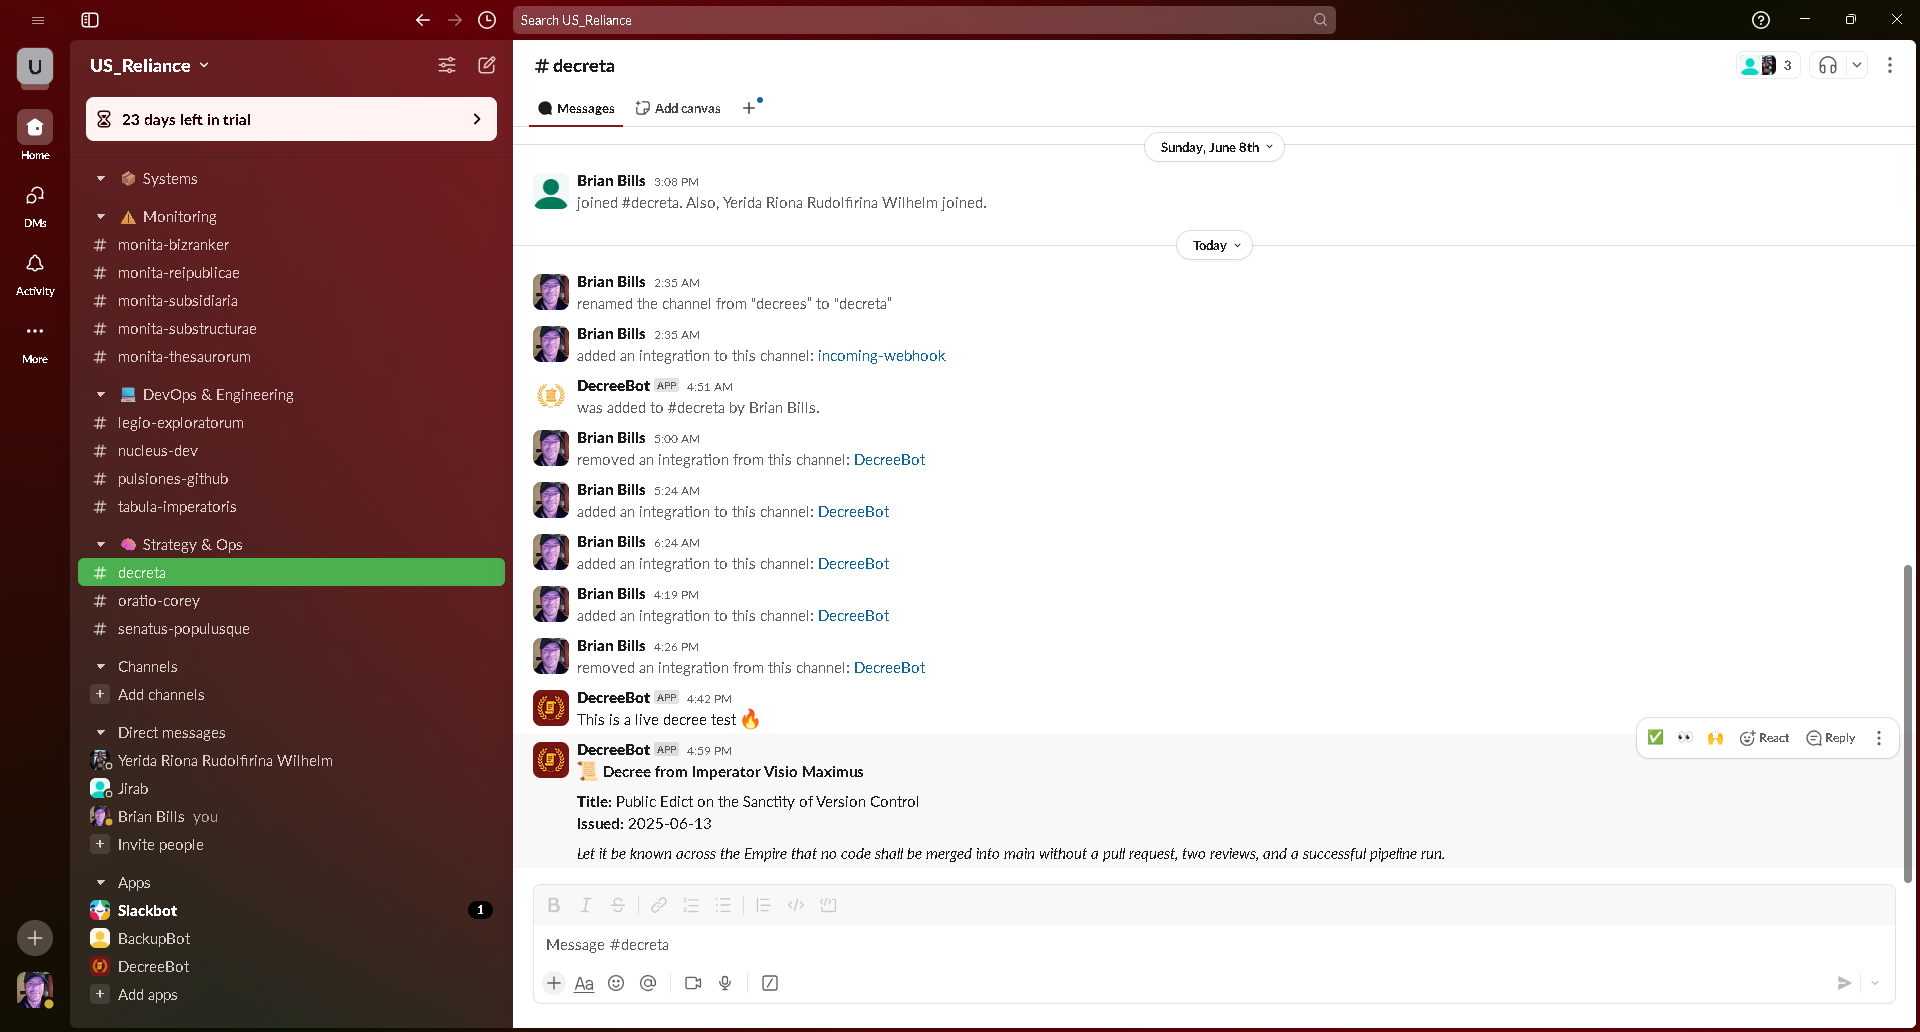 Search US_Reliance
U
Home
DMs
Activity
More
US_Reliance
23 days left in trial
Systems
Monitoring
# monita-bizranker
# monita-reipublicae
# monita-subsidiaria
# monita-substructurae
# monita-thesaurorum
DevOps & Engineering
# legio-exploratorum
# nucleus-dev
# pulsiones-github
# tabula-imperatoris
Strategy & Ops
# decreta
# oratio-corey
# senatus-populusque
Channels
+ Add channels
Direct messages
Yerida Riona Rudolfirina Wilhelm
Jirab
Brian Bills you
+ Invite people
Apps
Slackbot 1
BackupBot
DecreeBot
+ Add apps
# decreta
3
Messages Add canvas +
Sunday, June 8th
Brian Bills 3:08 PM
joined #decreta. Also, Yerida Riona Rudolfirina Wilhelm joined.
Today
Brian Bills 2:35 AM
renamed the channel from "decrees" to "decreta"
Brian Bills 2:35 AM
added an integration to this channel: incoming-webhook
DecreeBot APP 4:51 AM
was added to #decreta by Brian Bills.
Brian Bills 5:00 AM
removed an integration from this channel: DecreeBot
Brian Bills 5:24 AM
added an integration to this channel: DecreeBot
Brian Bills 6:24 AM
added an integration to this channel: DecreeBot
Brian Bills 4:19 PM
added an integration to this channel: DecreeBot
Brian Bills 4:26 PM
removed an integration from this channel: DecreeBot
DecreeBot APP 4:42 PM
This is a live decree test 🔥
React Reply
DecreeBot APP 4:59 PM
📜 Decree from Imperator Visio Maximus
Title: Public Edict on the Sanctity of Version Control
Issued: 2025-06-13
Let it be known across the Empire that no code shall be merged into main without a pull request, two reviews, and a successful pipeline run.
B I S
Message #decreta
+ Aa @